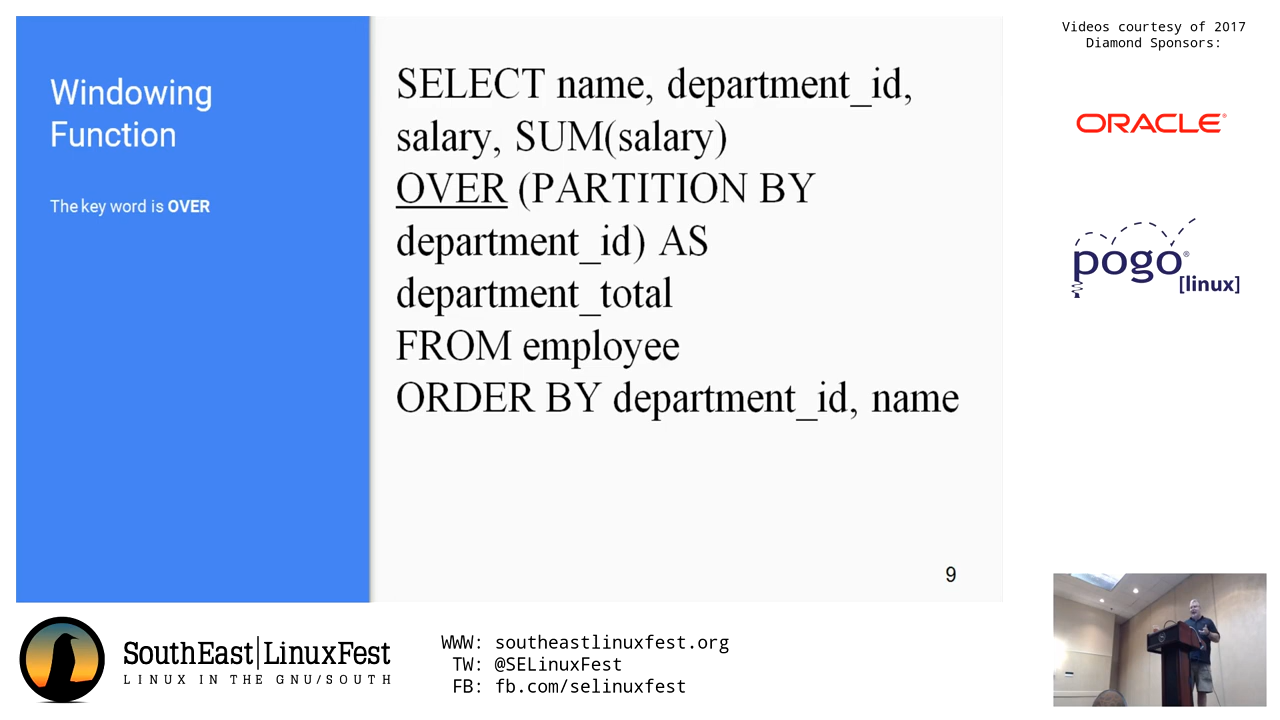 Windowing
Function
The key word is OVER
SELECT name, department_id,
salary, SUM(salary)
OVER (PARTITION BY
department_id) AS
department_total
FROM employee
ORDER BY department_id, name
9
Videos courtesy of 2017
Diamond Sponsors:
ORACLE®
pogo®
[linux]
SouthEast|LinuxFest
LINUX IN THE GNU/SOUTH
WWW: southeastlinuxfest.org
TW: @SELinuxFest
FB: fb.com/selinuxfest